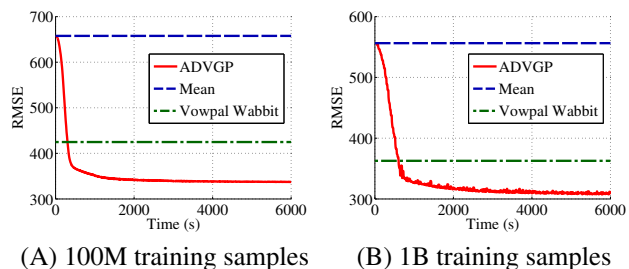 700
600
500
400
300
RMSE
0
2000
4000
6000
Time (s)
ADVGP
Mean
Vowpal Wabbit
(A) 100M training samples
600
500
400
300
RMSE
0
2000
4000
6000
Time (s)
ADVGP
Mean
Vowpal Wabbit
(B) 1B training samples